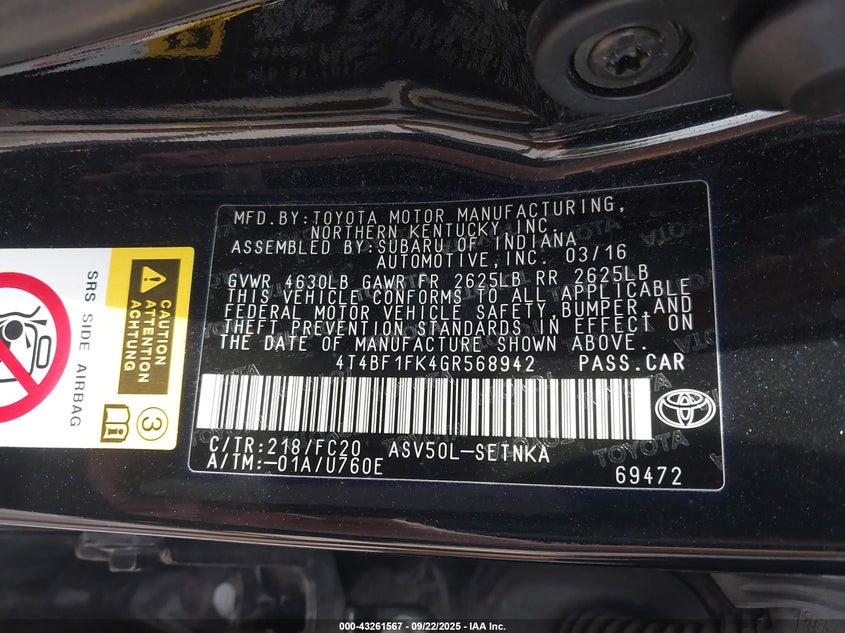 MFD.BY:TOYOTA MOTOR MANUFACTURING,
NORTHERN KENTUCKY,INC.
ASSEMBLED BY:SUBARU OF INDIANA
AUTOMOTIVE,INC. 03/16
GVWR 4630LB GAWR FR 2625LB RR 2625LB
THIS VEHICLE CONFORMS TO ALL APPLICABLE
FEDERAL MOTOR VEHICLE SAFETY,BUMPER,AND
THEFT PREVENTION STANDARDS IN EFFECT ON
THE DATE OF MANUFACTURE SHOWN ABOVE.
4T4BF1FK4GR568942 PASS.CAR
C/TR:218/FC20 ASV50L-SETNKA
A/TM:-01A/U760E
69472
TOYOTA
CAUTION
ATTENTION
ACHTUNG
SRS SIDE AIRBAG
3
000-43261567 - 09/22/2025 - IAA Inc.